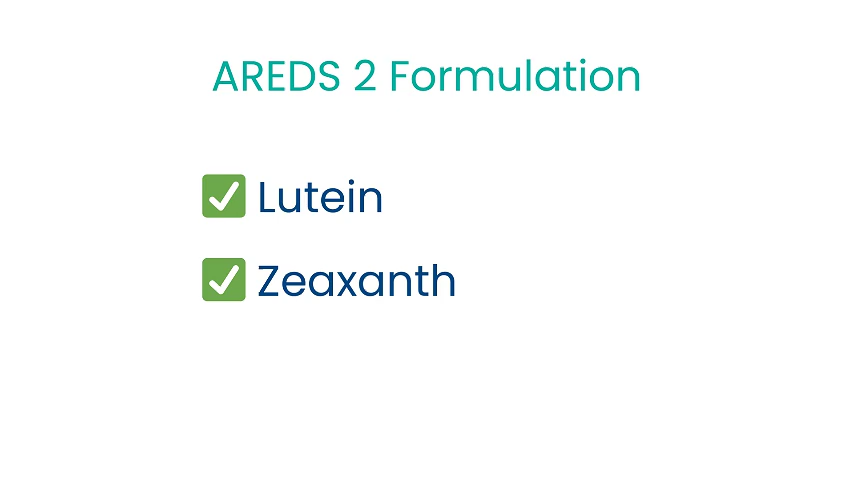 AREDS 2 Formulation
✅ Lutein
✅ Zeaxanth